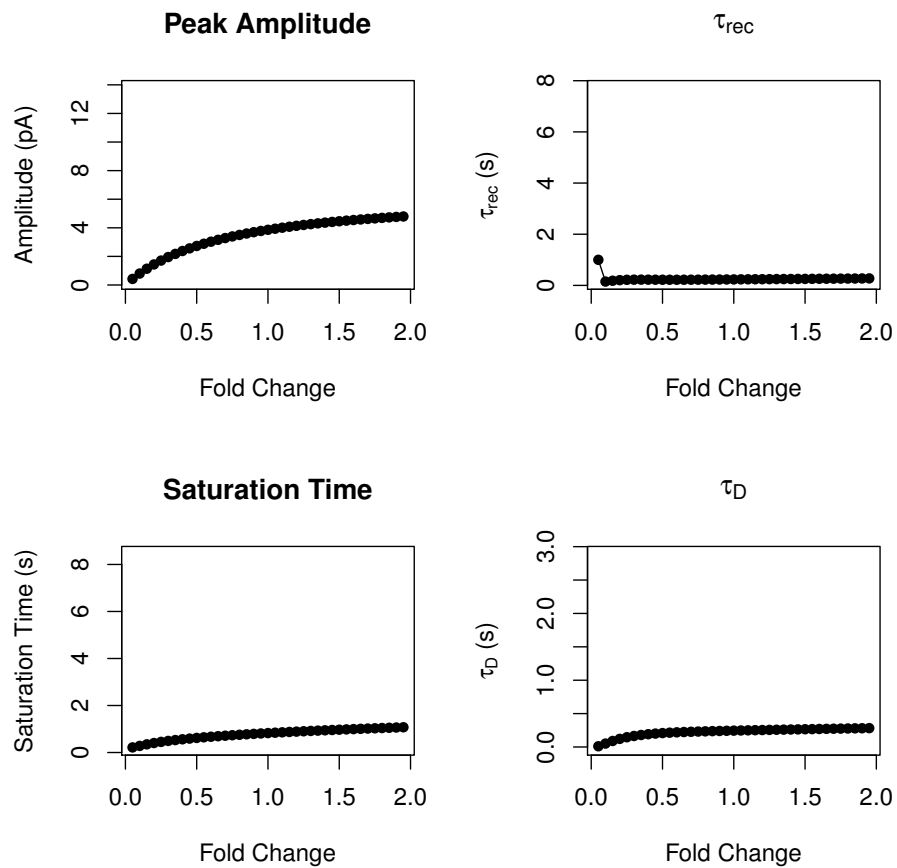 Peak Amplitude
Amplitude (pA)
12
8
4
0
0.0 0.5 1.0 1.5 2.0
Fold Change
τrec
τrec (s)
8
6
4
2
0
0.0 0.5 1.0 1.5 2.0
Fold Change
Saturation Time
Saturation Time (s)
8
6
4
2
0
0.0 0.5 1.0 1.5 2.0
Fold Change
τD
τD (s)
3.0
2.0
1.0
0.0
0.0 0.5 1.0 1.5 2.0
Fold Change